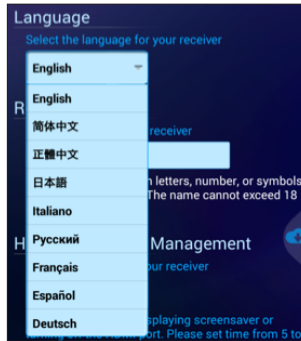 Language
Select the language for your receiver
English
English
R
简体中文
receiver
正體中文
日本語
letters, number, or symbols
The name cannot exceed 18
Italiano
H
Русский
Management
Français
our receiver
Español
splaying screensaver or
Deutsch
port. Please set time from 5 to